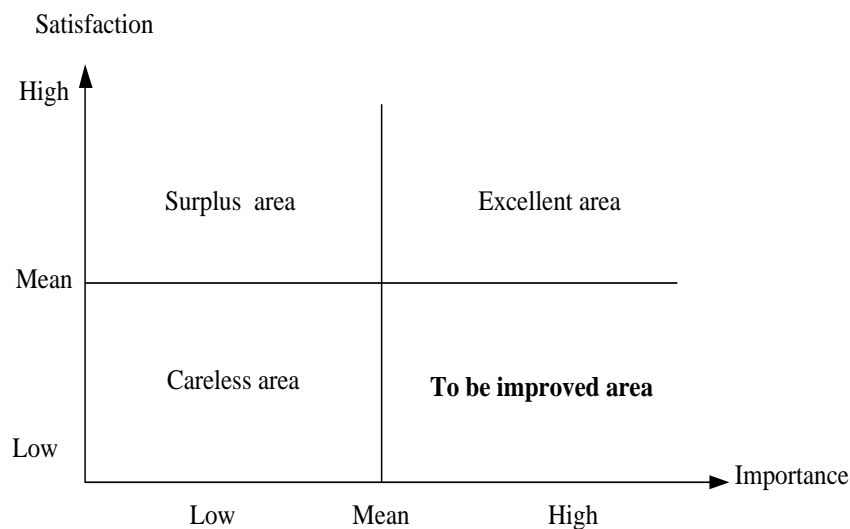 Satisfaction
High
Surplus area
Excellent area
Mean
Careless area
To be improved area
Low
Importance
Low
Mean
High